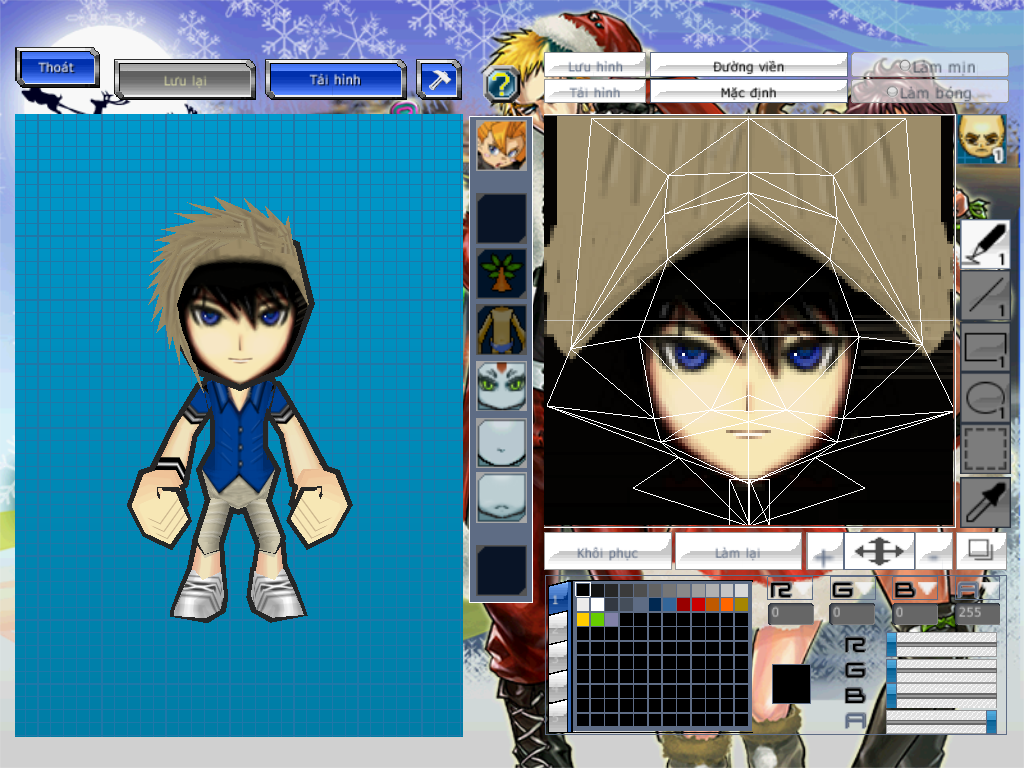 Thoát
Lưu lại
Tải hình
?
Lưu hình
Đường viền
Làm mịn
Tải hình
Mặc định
Làm bóng
1
1
1
1
1
Khôi phục
Làm lại
+
-
1
R G B A
0 0 0 255
R
G
B
A